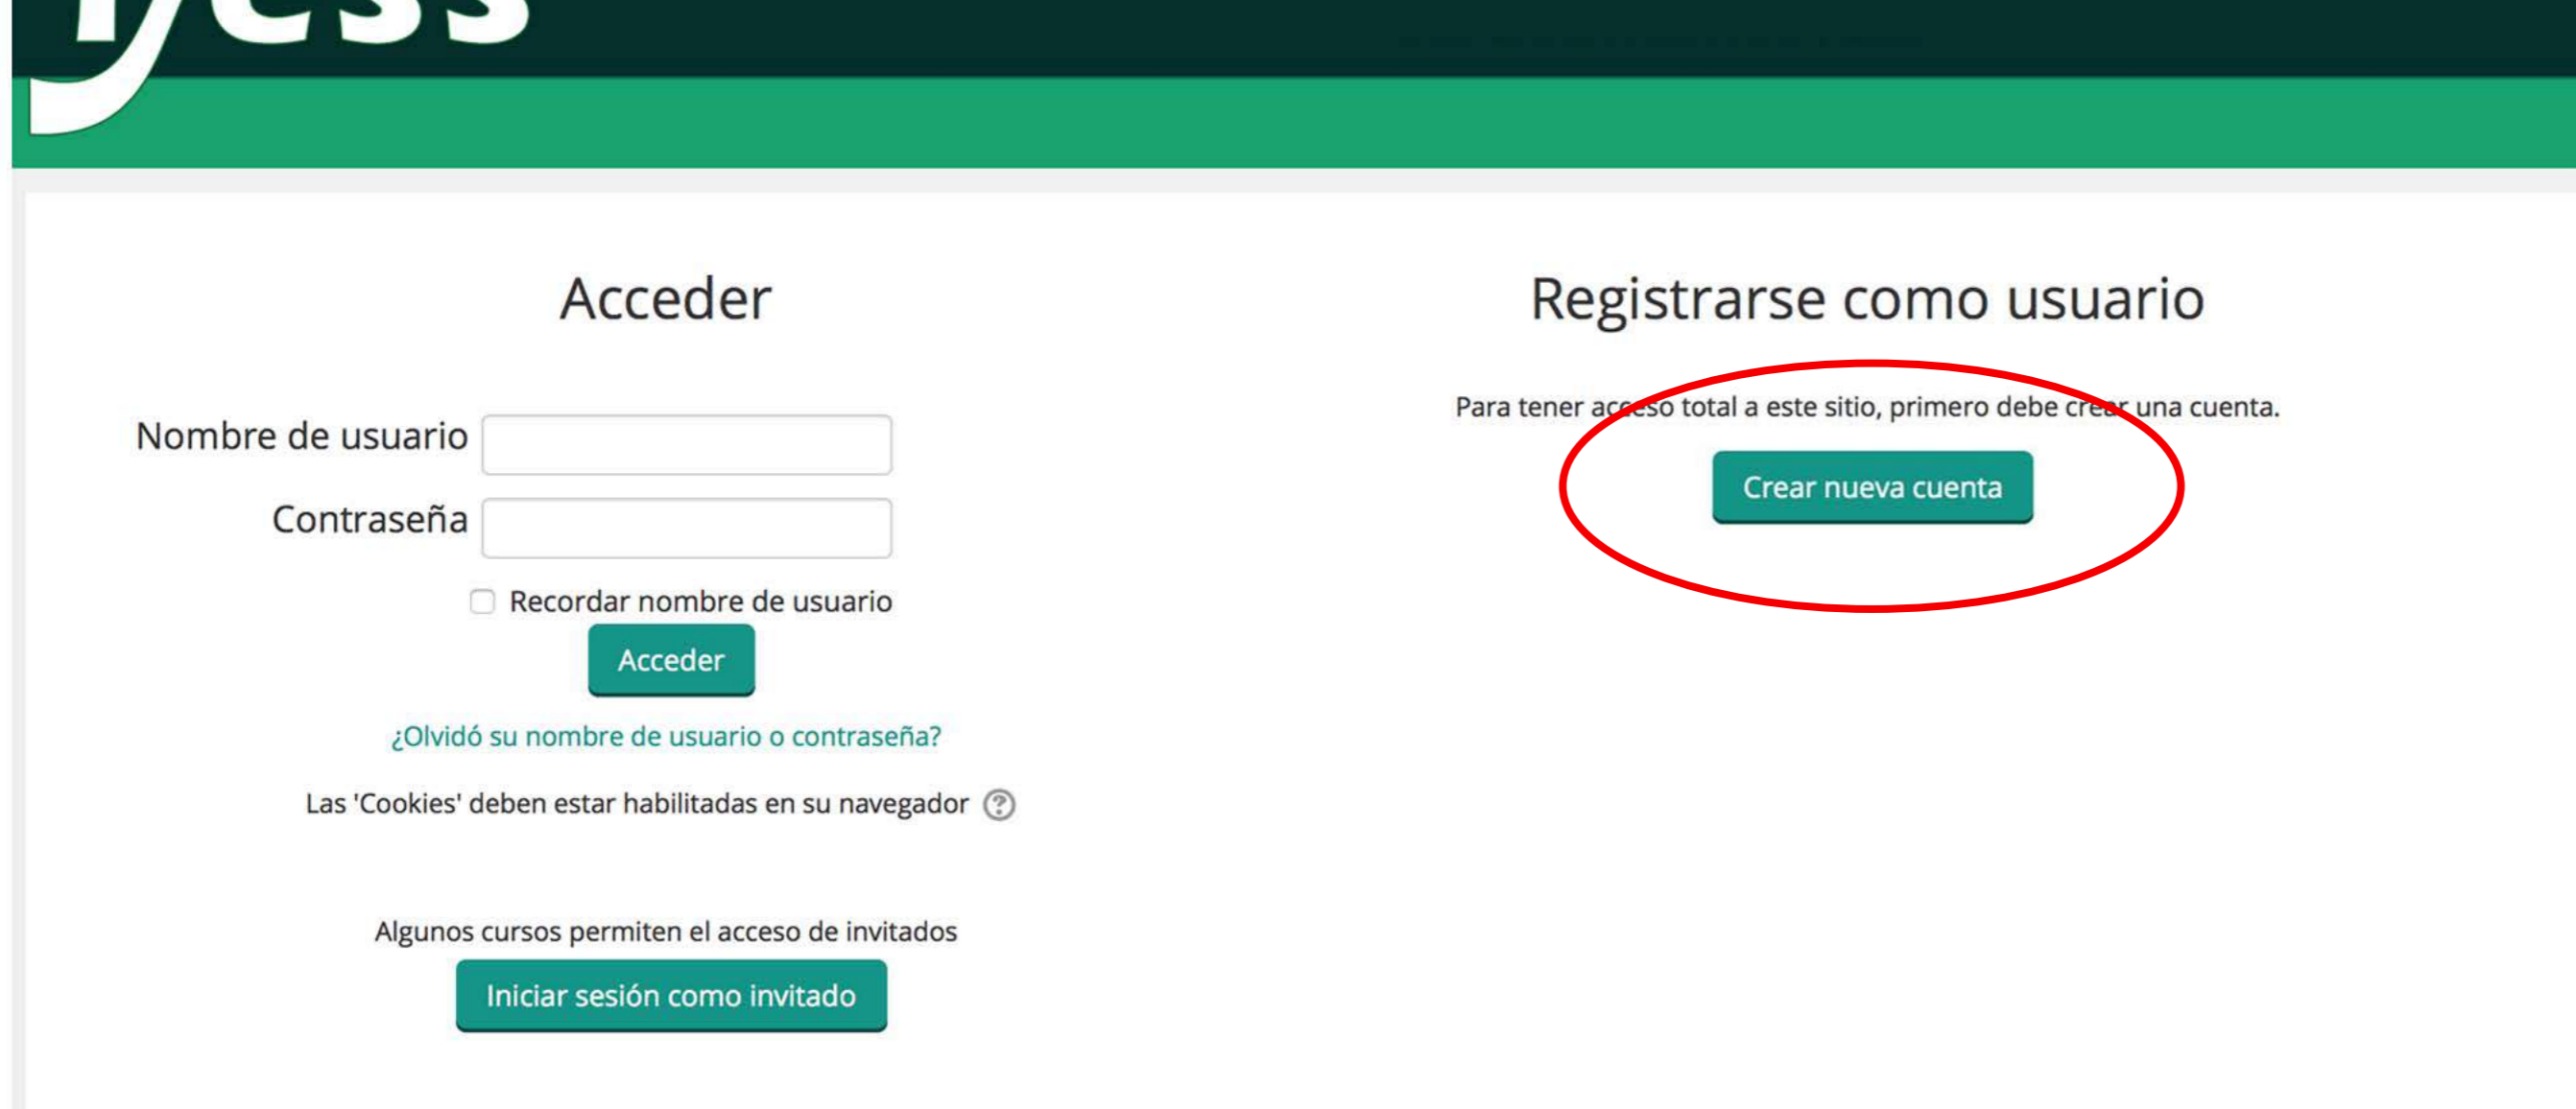 Acceder
Nombre de usuario
Contraseña
Recordar nombre de usuario
Acceder
¿Olvidó su nombre de usuario o contraseña?
Las 'Cookies' deben estar habilitadas en su navegador ?
Algunos cursos permiten el acceso de invitados
Iniciar sesión como invitado
Registrarse como usuario
Para tener acceso total a este sitio, primero debe crear una cuenta.
Crear nueva cuenta